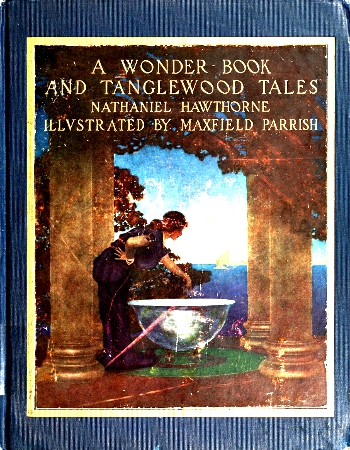 A WONDER BOOK
AND TANGLEWOOD TALES
NATHANIEL HAWTHORNE
ILLVSTRATED BY MAXFIELD PARRISH